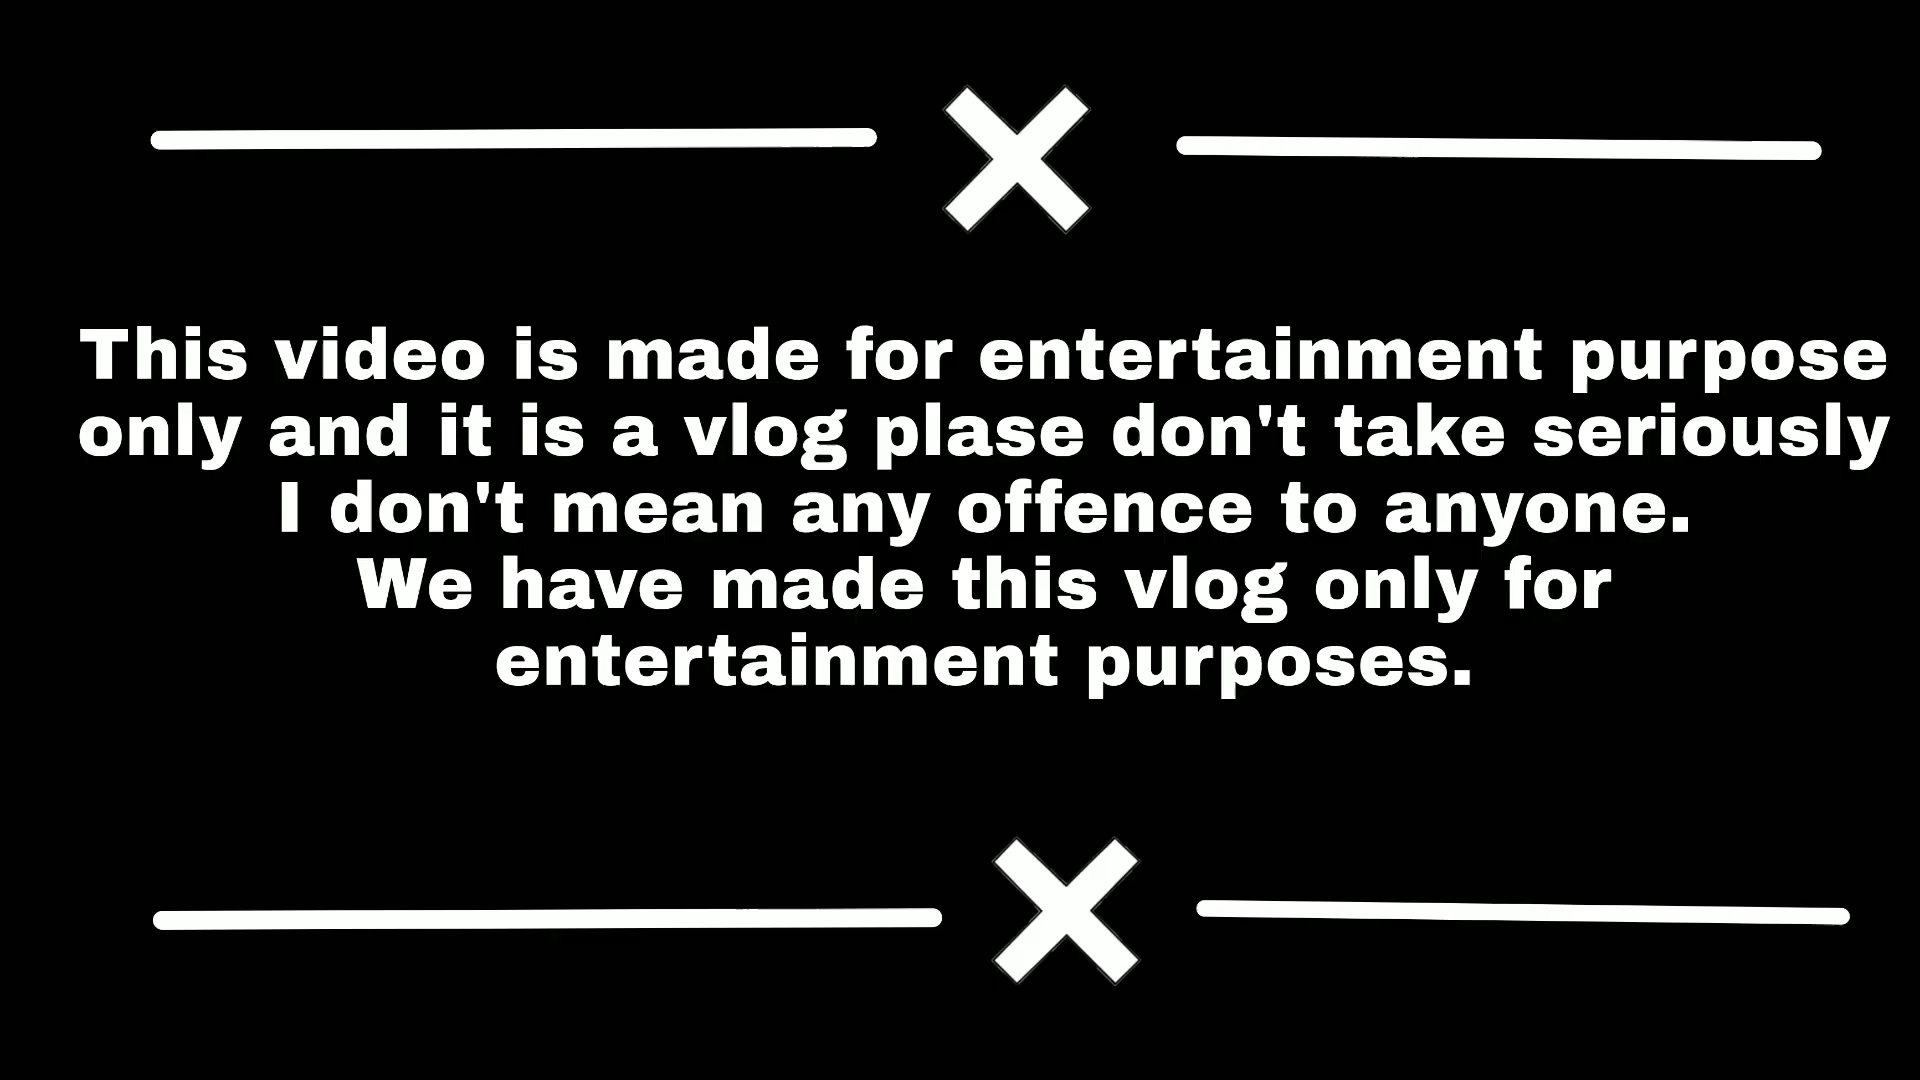 This video is made for entertainment purpose
only and it is a vlog plase don't take seriously
I don't mean any offence to anyone.
We have made this vlog only for
entertainment purposes.